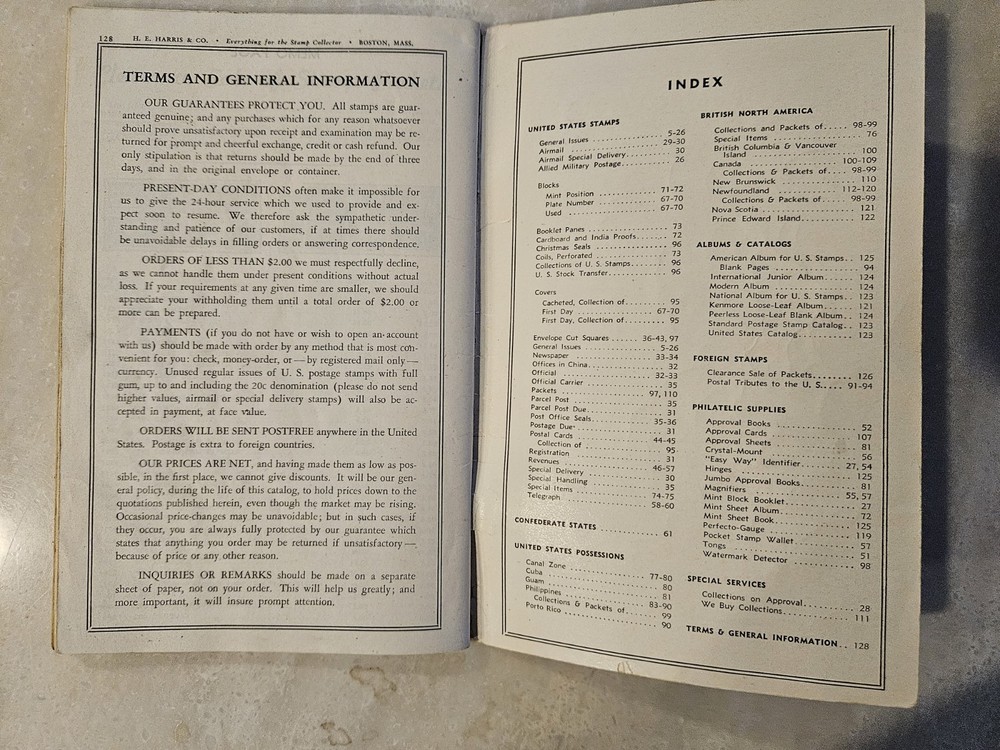 128 H. E. HARRIS & CO. • Everything for the Stamp Collector • BOSTON, MASS.
TERMS AND GENERAL INFORMATION
OUR GUARANTEES PROTECT YOU. All stamps are guar-
anteed genuine; and any purchases which for any reason whatsoever
should prove unsatisfactory upon receipt and examination may be re-
turned for prompt and cheerful exchange, credit or cash refund. Our
only stipulation is that returns should be made by the end of three
days, and in the original envelope or container.
PRESENT-DAY CONDITIONS often make it impossible for
us to give the 24-hour service which we used to provide and ex-
pect soon to resume. We therefore ask the sympathetic under-
standing and patience of our customers, if at times there should
be unavoidable delays in filling orders or answering correspondence.
ORDERS OF LESS THAN $2.00 we must respectfully decline,
as we cannot handle them under present conditions without actual
loss. If your requirements at any given time are smaller, we should
appreciate your withholding them until a total order of $2.00 or
more can be prepared.
PAYMENTS (if you do not have or wish to open an account
with us) should be made with order by any method that is most con-
venient for you: check, money-order, or—by registered mail only—
currency. Unused regular issues of U. S. postage stamps with full
gum, up to and including the 20c denomination (please do not send
higher values, airmail or special delivery stamps) will also be ac-
cepted in payment, at face value.
ORDERS WILL BE SENT POSTFREE anywhere in the United
States. Postage is extra to foreign countries.
OUR PRICES ARE NET, and having made them as low as pos-
sible, in the first place, we cannot give discounts. It will be our gen-
eral policy, during the life of this catalog, to hold prices down to the
quotations published herein, even though the market may be rising.
Occasional price-changes may be unavoidable; but in such cases, if
they occur, you are always fully protected by our guarantee which
states that anything you order may be returned if unsatisfactory—
because of price or any other reason.
INQUIRIES OR REMARKS should be made on a separate
sheet of paper, not on your order. This will help us greatly; and
more important, it will insure prompt attention.
INDEX
UNITED STATES STAMPS
General Issues 5-26
Airmail 29-30
Airmail Special Delivery 30
Allied Military Postage 26
Blocks
Mint Position 71-72
Plate Number 67-70
Used 67-70
Booklet Panes 73
Cardboard and India Proofs 72
Christmas Seals 96
Coils, Perforated 73
Collections of U. S. Stamps 96
U. S. Stock Transfer 96
Covers
Cacheted, Collection of 95
First Day 67-70
First Day, Collection of 95
Envelope Cut Squares 36-43, 97
General Issues 5-26
Newspaper 33-34
Offices in China 32
Official 32-33
Official Carrier 35
Packets 97, 110
Parcel Post 35
Parcel Post Due 31
Post Office Seals 35-36
Postage Due 31
Postal Cards 44-45
Collection of 95
Registration 31
Revenues 46-57
Special Delivery 30
Special Handling 35
Special Items 74-75
Telegraph 58-60
CONFEDERATE STATES 61
UNITED STATES POSSESSIONS
Canal Zone 77-80
Cuba 80
Guam 81
Philippines 83-90
Collections & Packets of 99
Porto Rico 90
BRITISH NORTH AMERICA
Collections and Packets of 98-99
Special Items 76
British Columbia & Vancouver
Island 100
Canada 100-109
Collections & Packets of 98-99
New Brunswick 110
Newfoundland 112-120
Collections & Packets of 98-99
Nova Scotia 121
Prince Edward Island 122
ALBUMS & CATALOGS
American Album for U. S. Stamps 125
Blank Pages 94
International Junior Album 124
Modern Album 124
National Album for U. S. Stamps 123
Kenmore Loose-Leaf Album 121
Peerless Loose-Leaf Blank Album 124
Standard Postage Stamp Catalog 123
United States Catalog 123
FOREIGN STAMPS
Clearance Sale of Packets 126
Postal Tributes to the U. S. 91-94
PHILATELIC SUPPLIES
Approval Books 52
Approval Cards 107
Approval Sheets 81
Crystal-Mount 56
"Easy Way" Identifier 27, 54
Hinges 125
Jumbo Approval Books 81
Magnifiers 55, 57
Mint Block Booklet 27
Mint Sheet Album 72
Mint Sheet Book 125
Perfecto-Gauge 119
Pocket Stamp Wallet 57
Tongs 51
Watermark Detector 98
SPECIAL SERVICES
Collections on Approval 28
We Buy Collections 111
TERMS & GENERAL INFORMATION 128